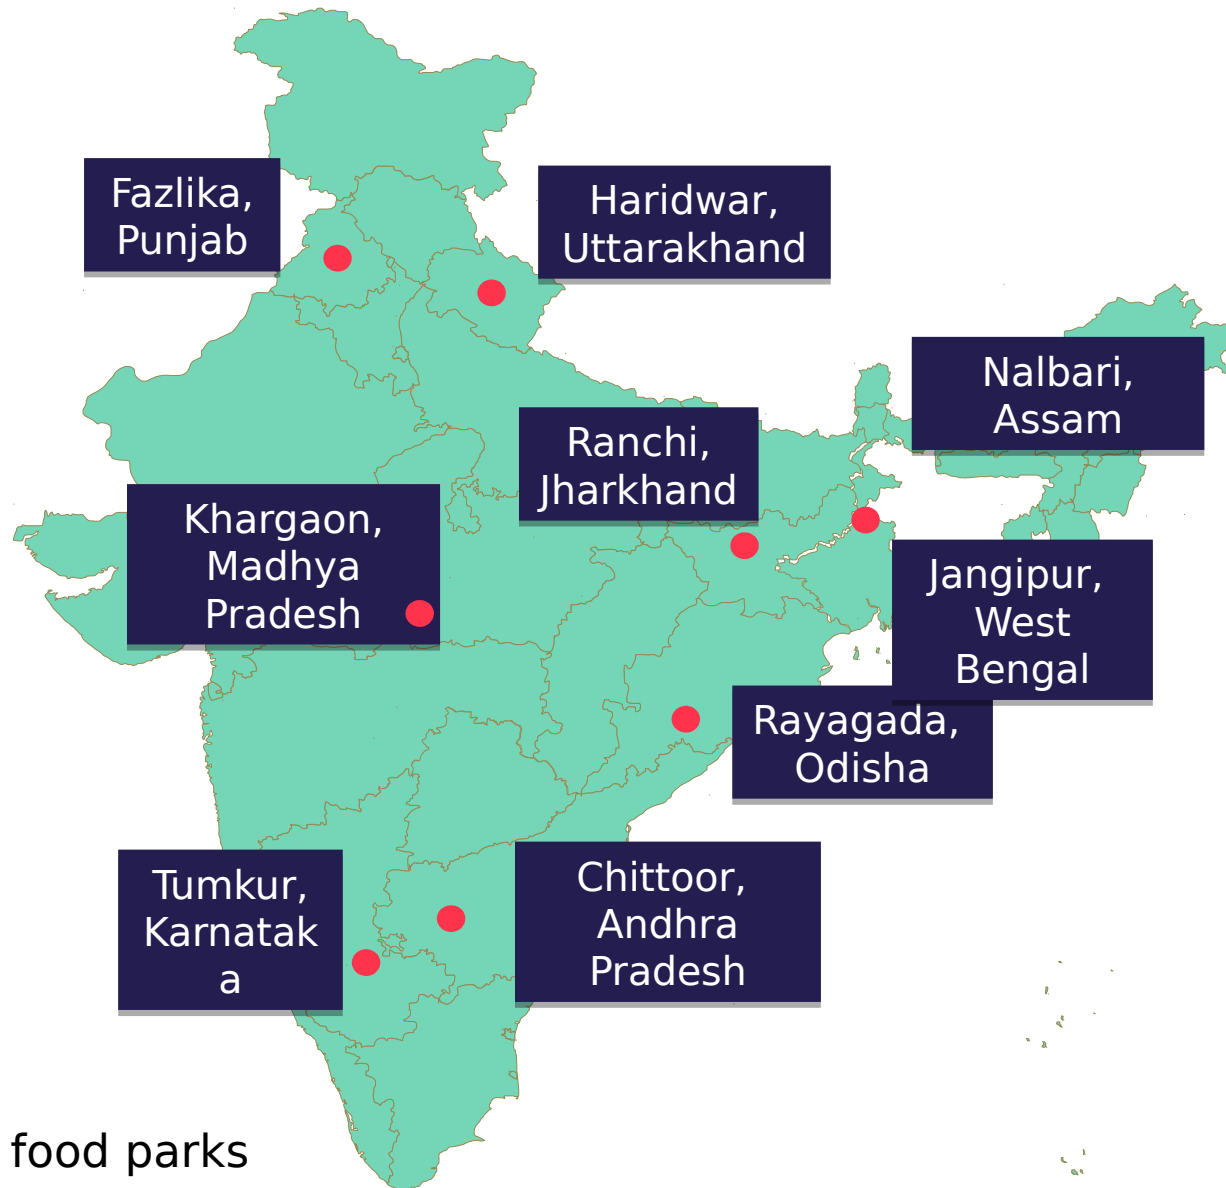 Fazlika,
Punjab
Haridwar,
Uttarakhand
Nalbari,
Assam
Ranchi,
Jharkhand
Khargaon,
Madhya
Pradesh
Jangipur,
West
Bengal
Rayagada,
Odisha
Tumkur,
Karnatak
a
Chittoor,
Andhra
Pradesh
food parks